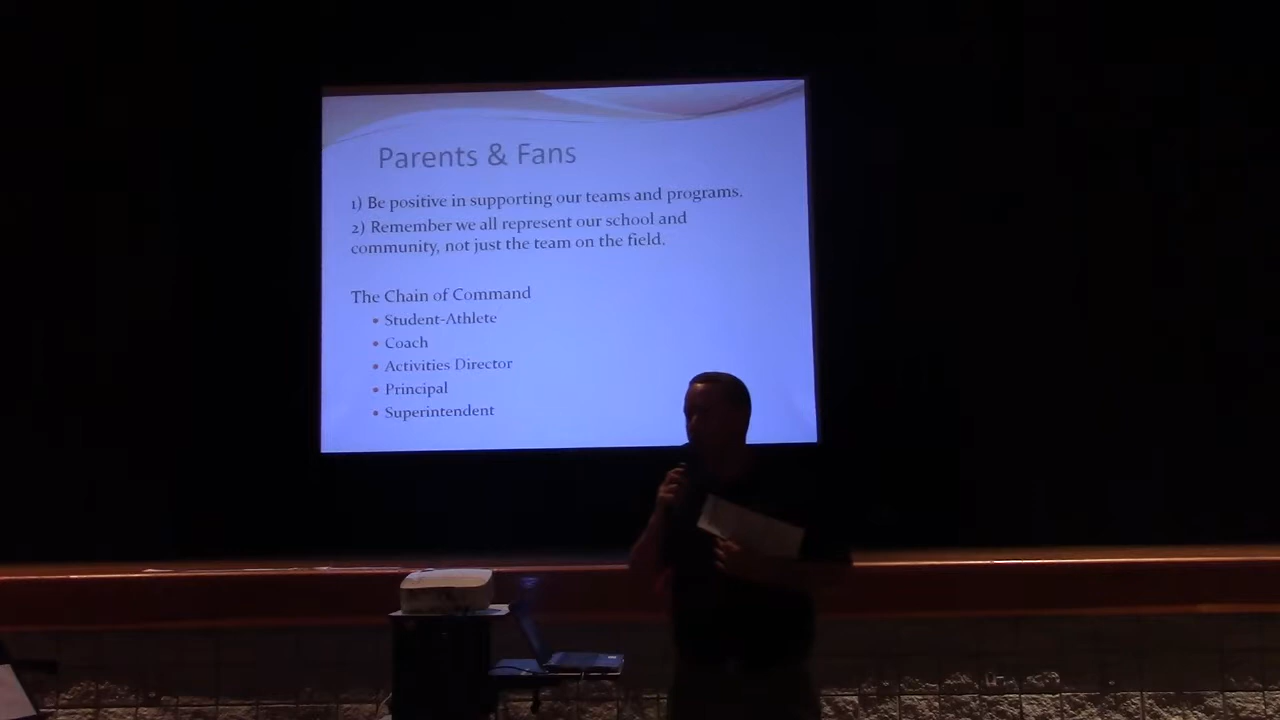 Parents & Fans
1) Be positive in supporting our teams and programs.
2) Remember we all represent our school and
community, not just the team on the field.
The Chain of Command
• Student-Athlete
• Coach
• Activities Director
• Principal
• Superintendent